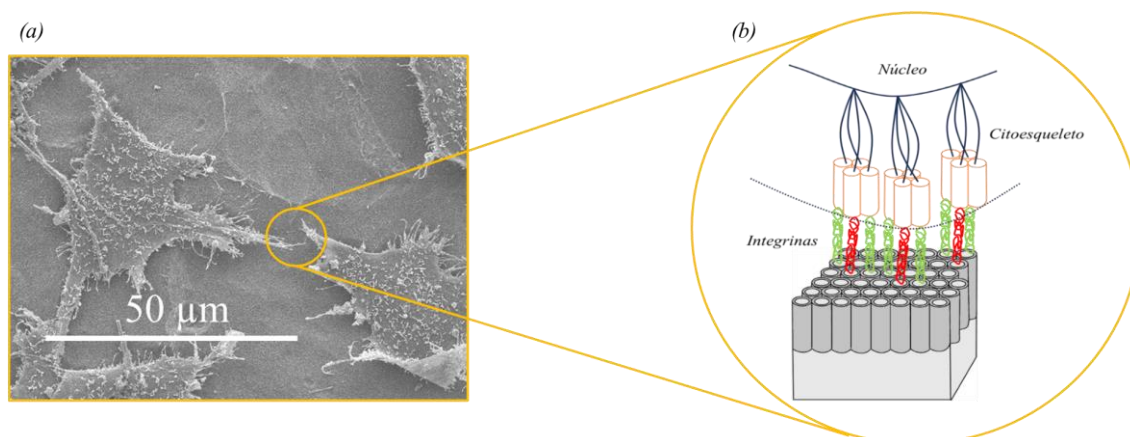 (a)
(b)
Núcleo
Citoesqueleto
Integrinas
50 µm